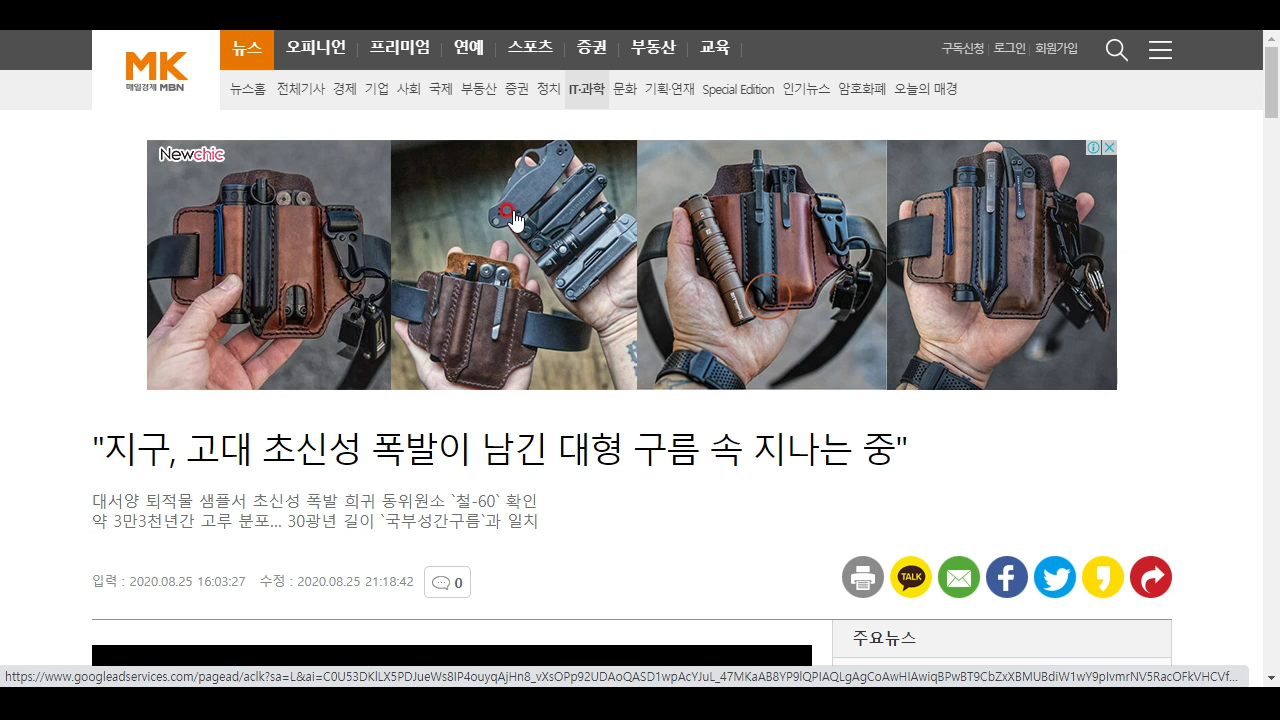 뉴스 오피니언 프리미엄 연예 스포츠 증권 부동산 교육
구독신청 로그인 회원가입
MK
매일경제 MBN
뉴스홈 전체기사 경제 기업 사회 국제 부동산 증권 정치 IT·과학 문화 기획·연재 Special Edition 인기뉴스 암호화폐 오늘의 매경
Newchic
"지구, 고대 초신성 폭발이 남긴 대형 구름 속 지나는 중"
대서양 퇴적물 샘플서 초신성 폭발 희귀 동위원소 `철-60` 확인
약 3만3천년간 고루 분포... 30광년 길이 `국부성간구름`과 일치
입력 : 2020.08.25 16:03:27 수정 : 2020.08.25 21:18:42 0
TALK
주요뉴스